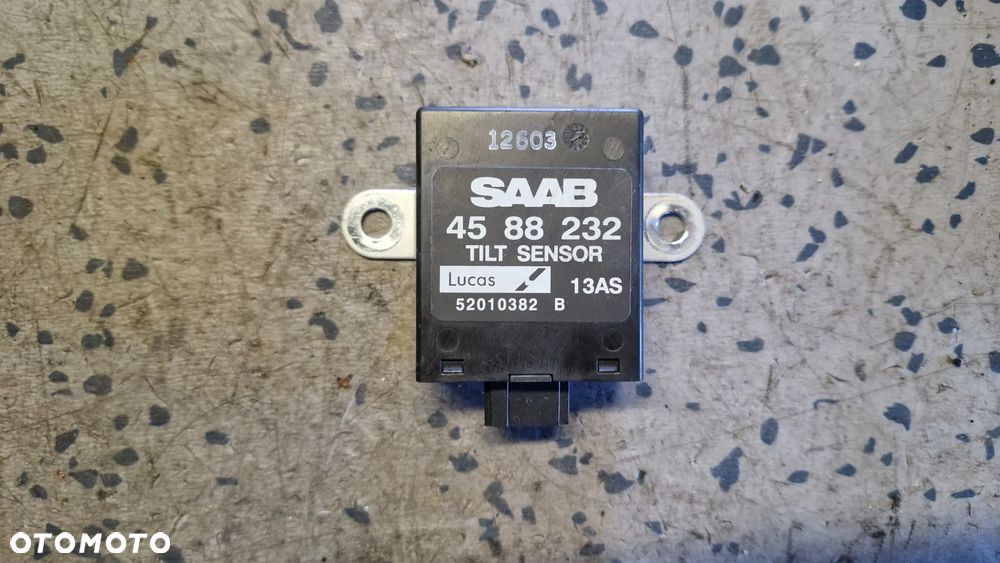 12603
SAAB
45 88 232
TILT SENSOR
Lucas 13AS
52010382 B
OTOMOTO